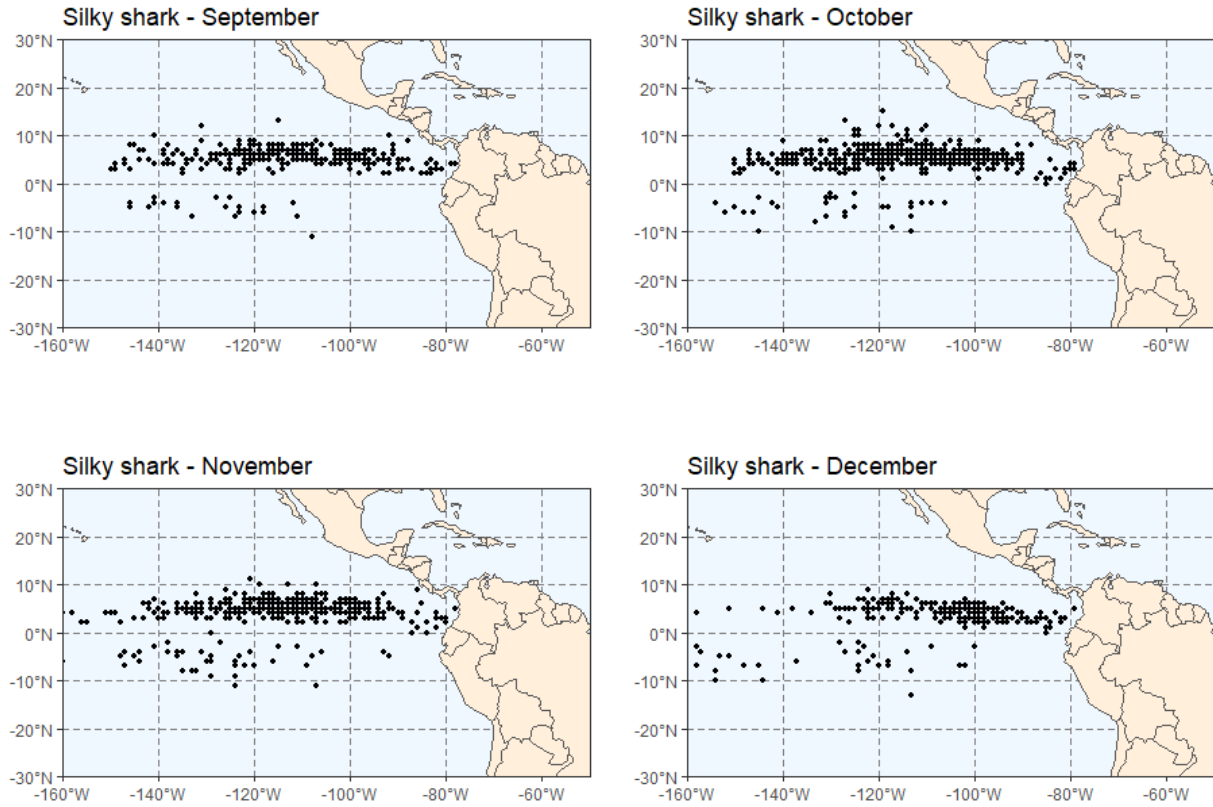 Silky shark - September
30°N
20°N
10°N
0°N
-10°N
-20°N
-30°N
-160°W -140°W -120°W -100°W -80°W -60°W
Silky shark - October
30°N
20°N
10°N
0°N
-10°N
-20°N
-30°N
-160°W -140°W -120°W -100°W -80°W -60°W
Silky shark - November
30°N
20°N
10°N
0°N
-10°N
-20°N
-30°N
-160°W -140°W -120°W -100°W -80°W -60°W
Silky shark - December
30°N
20°N
10°N
0°N
-10°N
-20°N
-30°N
-160°W -140°W -120°W -100°W -80°W -60°W